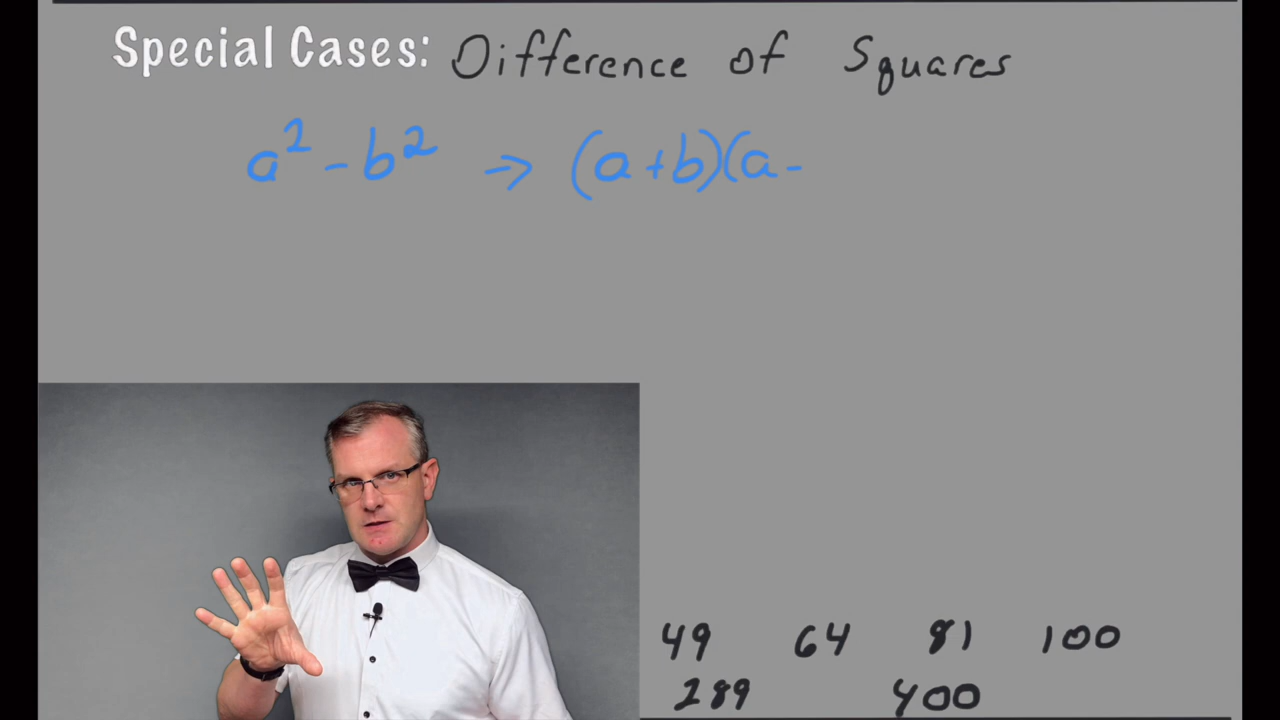 Special Cases: Difference of Squares
a² - b² → (a+b)(a -
49 64 81 100
289 400